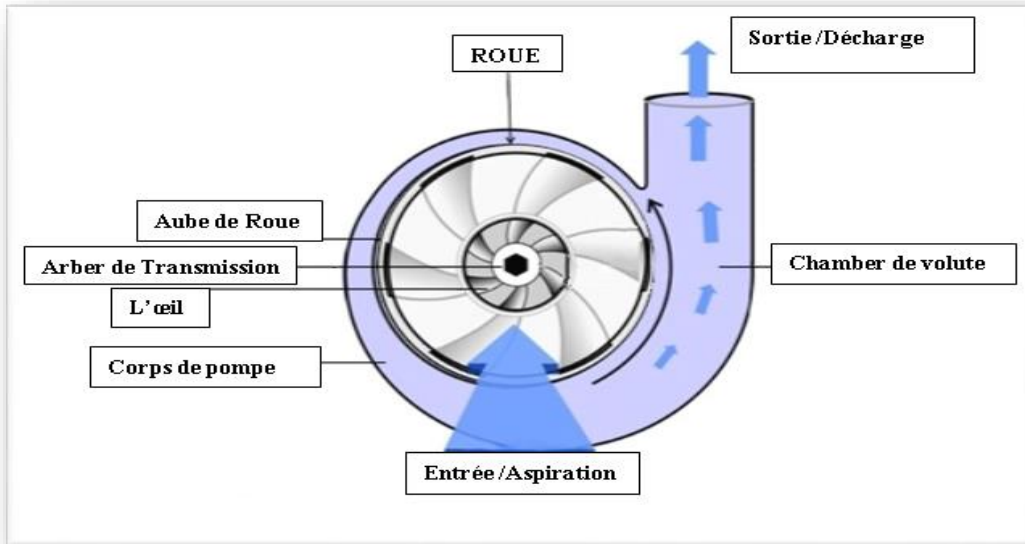 Sortie/Décharge
ROUE
Aube de Roue
Arber de Transmission
Chamber de volute
L'œil
Corps de pompe
Entrée/Aspiration